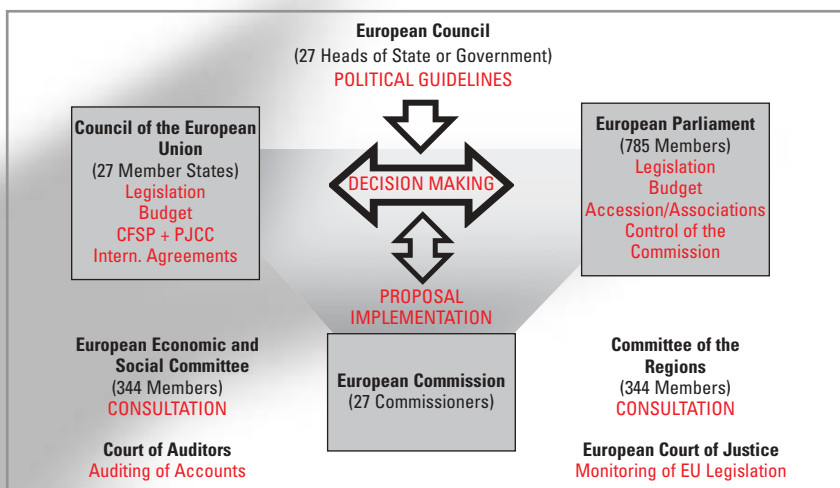 European Council
(27 Heads of State or Government)
POLITICAL GUIDELINES
Council of the European
Union
(27 Member States)
Legislation
Budget
CFSP + PJCC
Intern. Agreements
DECISION MAKING
European Parliament
(785 Members)
Legislation
Budget
Accession/Associations
Control of the
Commission
PROPOSAL
IMPLEMENTATION
European Commission
(27 Commissioners)
European Economic and
Social Committee
(344 Members)
CONSULTATION
Committee of the
Regions
(344 Members)
CONSULTATION
Court of Auditors
Auditing of Accounts
European Court of Justice
Monitoring of EU Legislation